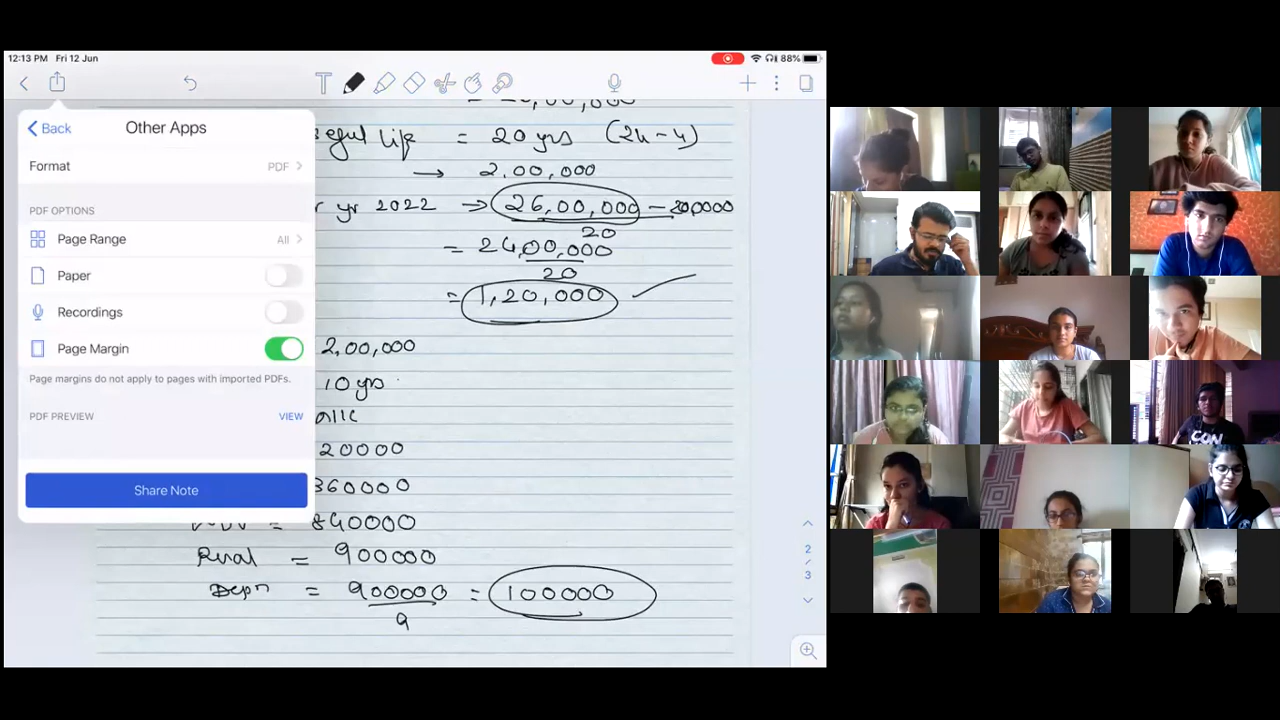 12:13 PM Fri 12 Jun
88%
Back
Other Apps
Format
PDF
PDF OPTIONS
Page Range
All
Paper
Recordings
Page Margin
Page margins do not apply to pages with imported PDFs.
PDF PREVIEW
VIEW
Share Note
life = 20 yrs (24-4)
→ 2,00,000
yr 2022 → 26,00,000 - 200000
20
= 24,00,000
20
= 1,20,000
2,00,000
10 yrs
20000
360000
= 840000
Rval = 900000
Depn = 900000 = 100000
9
2
/
3
CON